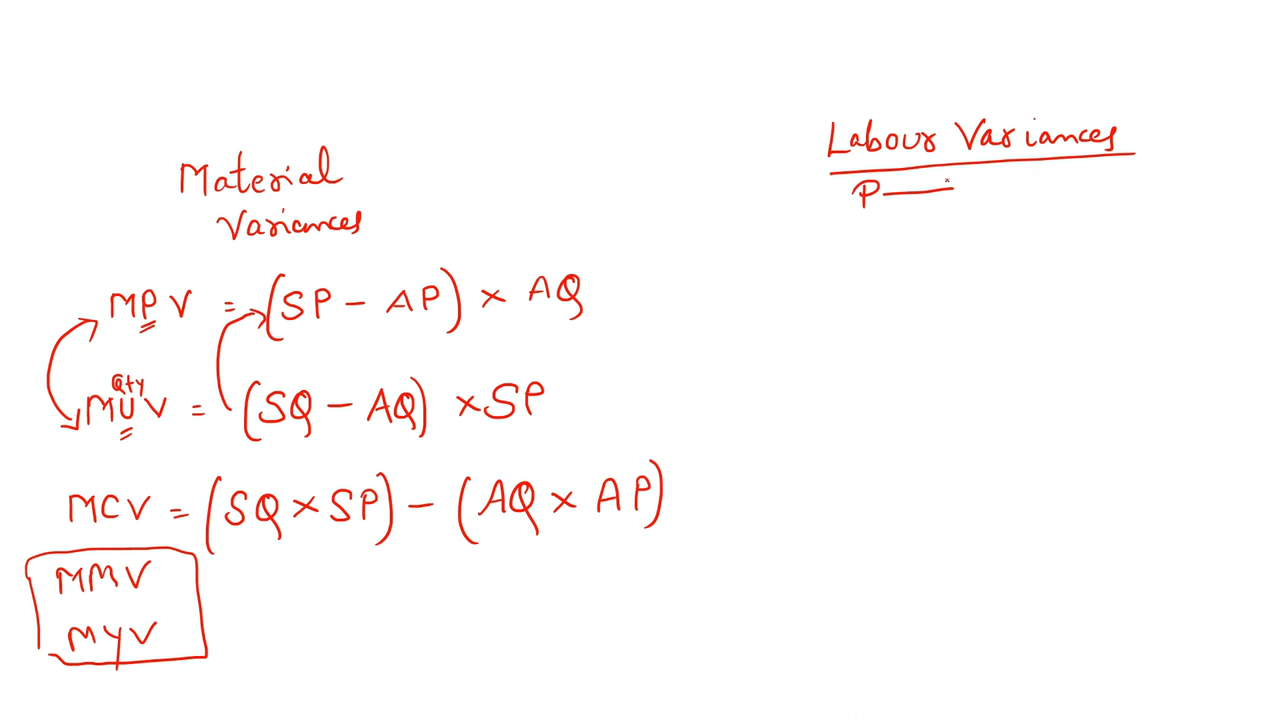 Material
Variances
MPV = (SP - AP) × AQ
Qty
MUV = (SQ - AQ) × SP
MCV = (SQ × SP) - (AQ × AP)
MMV
MYV
Labour Variances
P